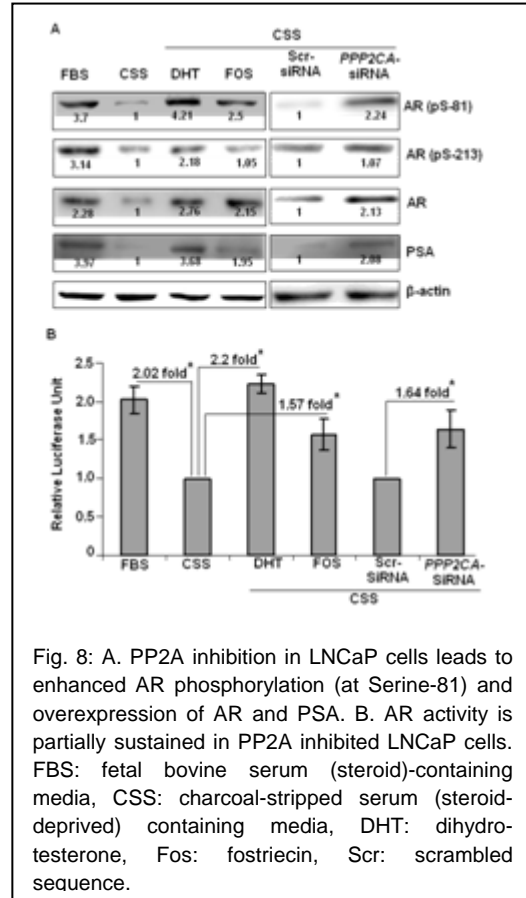 A
CSS
FBS CSS DHT FOS Scr-siRNA PPP2CA-siRNA
3.7 1 4.21 2.5 1 2.24 AR (pS-81)
3.14 1 2.18 1.05 1 1.07 AR (pS-213)
2.28 1 2.76 2.15 1 2.13 AR
3.97 1 3.68 1.95 1 2.08 PSA
β-actin
B
2.02 fold* 2.2 fold* 1.57 fold* 1.64 fold*
Relative Luciferase Unit
2.5
2.0
1.5
1.0
0.5
0
FBS CSS DHT FOS Scr-SiRNA PPP2CA-SiRNA
CSS
Fig. 8: A. PP2A inhibition in LNCaP cells leads to
enhanced AR phosphorylation (at Serine-81) and
overexpression of AR and PSA. B. AR activity is
partially sustained in PP2A inhibited LNCaP cells.
FBS: fetal bovine serum (steroid)-containing
media, CSS: charcoal-stripped serum (steroid-
deprived) containing media, DHT: dihydro-
testerone, Fos: fostriecin, Scr: scrambled
sequence.